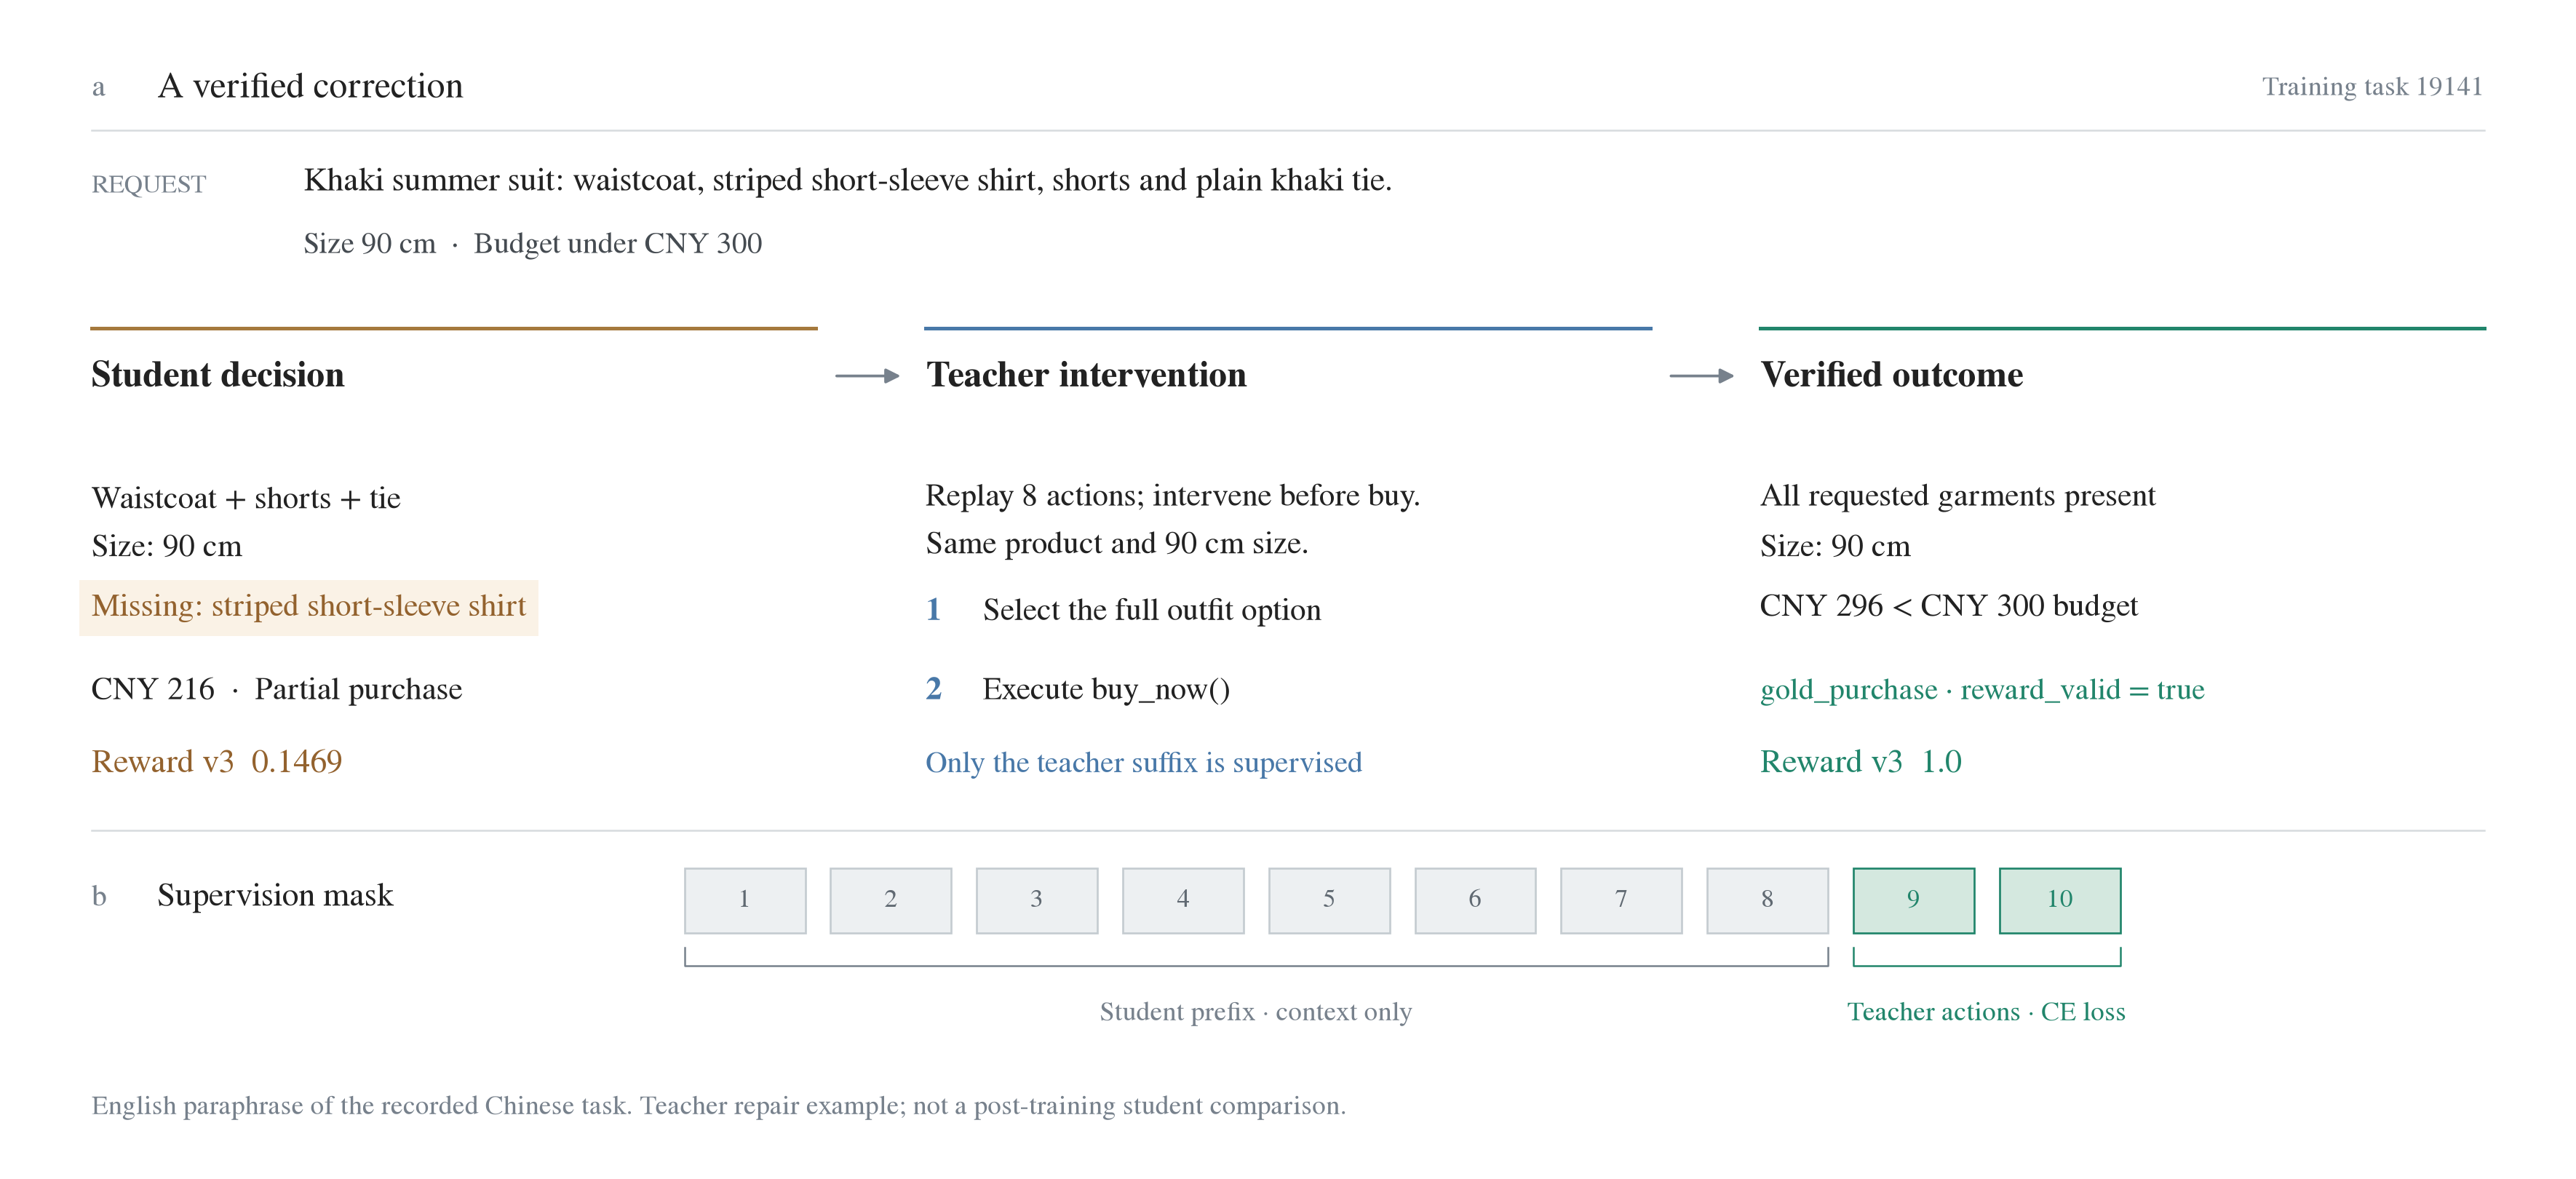 a A verified correction Training task 19141
REQUEST Khaki summer suit: waistcoat, striped short-sleeve shirt, shorts and plain khaki tie.
Size 90 cm · Budget under CNY 300
Student decision
Waistcoat + shorts + tie
Size: 90 cm
Missing: striped short-sleeve shirt
CNY 216 · Partial purchase
Reward v3 0.1469
Teacher intervention
Replay 8 actions; intervene before buy.
Same product and 90 cm size.
1 Select the full outfit option
2 Execute buy_now()
Only the teacher suffix is supervised
Verified outcome
All requested garments present
Size: 90 cm
CNY 296 < CNY 300 budget
gold_purchase · reward_valid = true
Reward v3 1.0
b Supervision mask 1 2 3 4 5 6 7 8 9 10
Student prefix · context only Teacher actions · CE loss
English paraphrase of the recorded Chinese task. Teacher repair example; not a post-training student comparison.